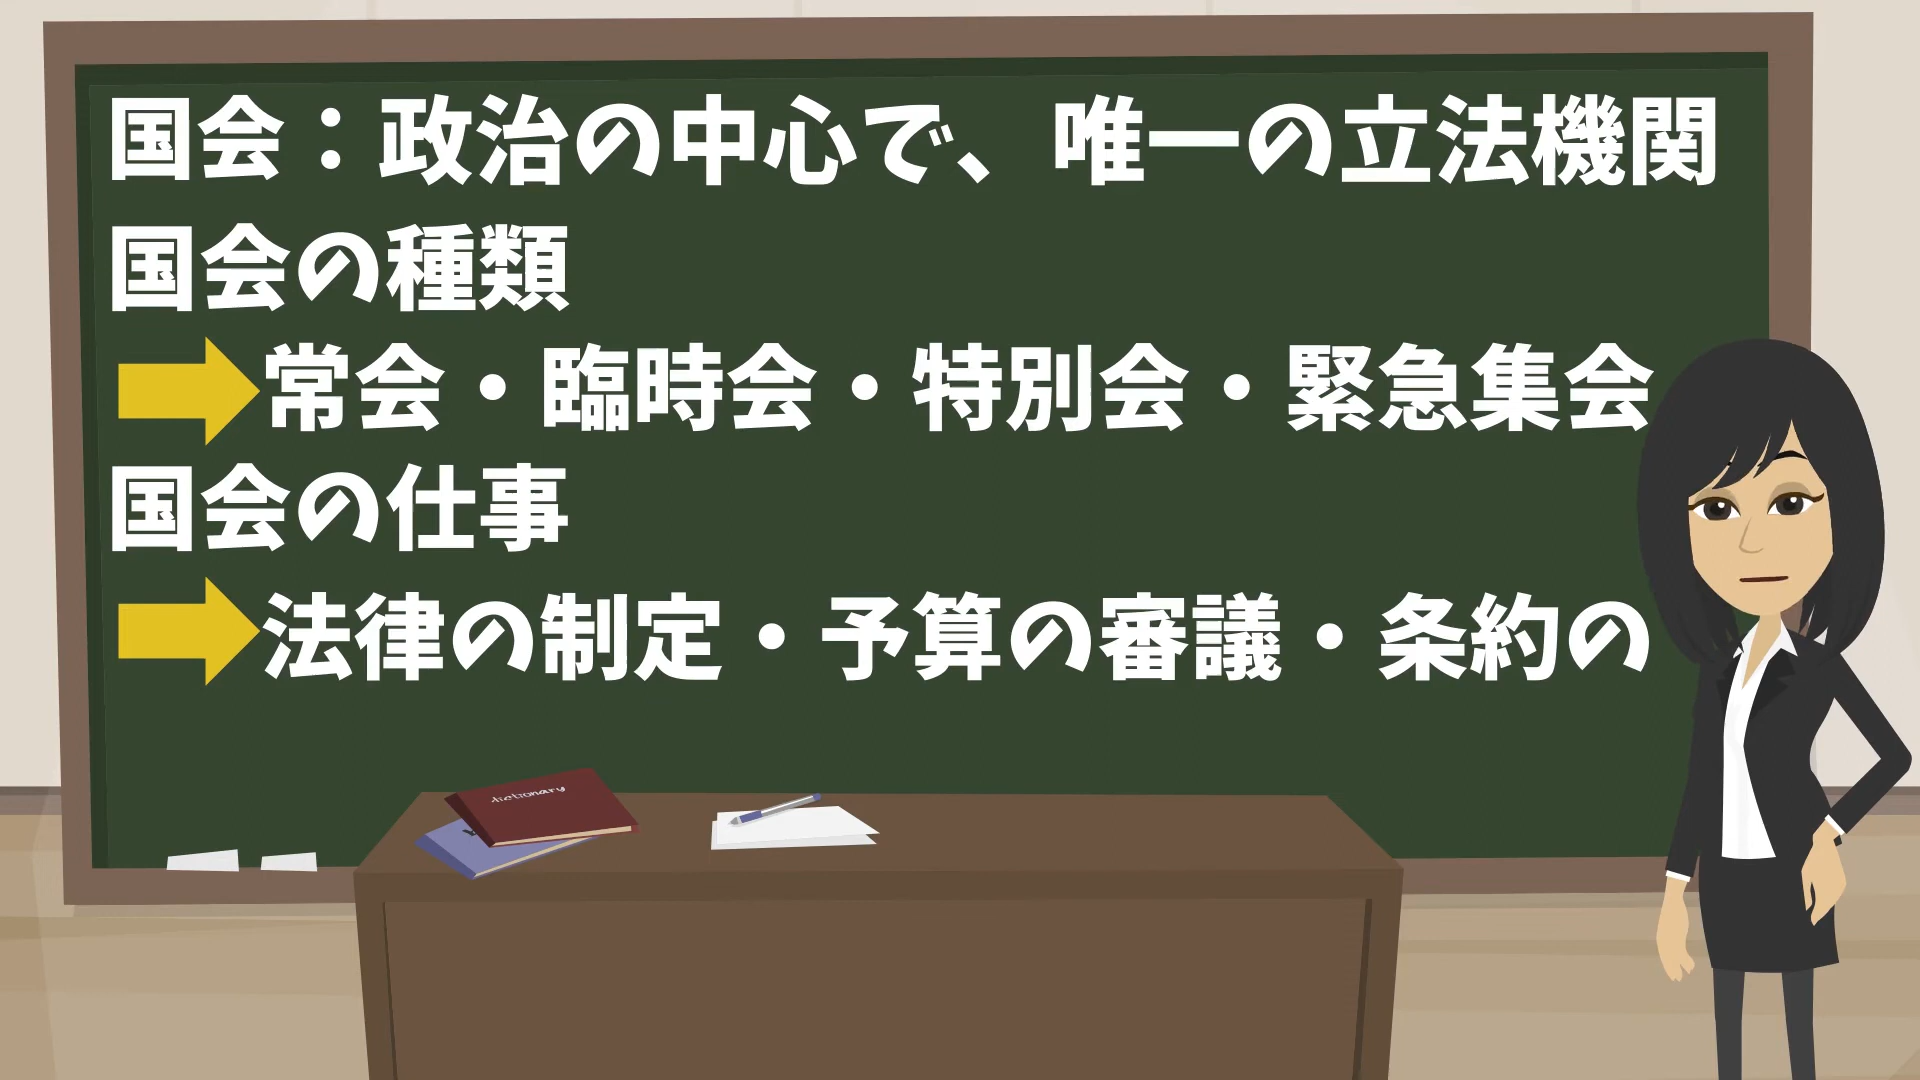 国会：政治の中心で、唯一の立法機関
国会の種類
常会・臨時会・特別会・緊急集会
国会の仕事
法律の制定・予算の審議・条約の
dictionary